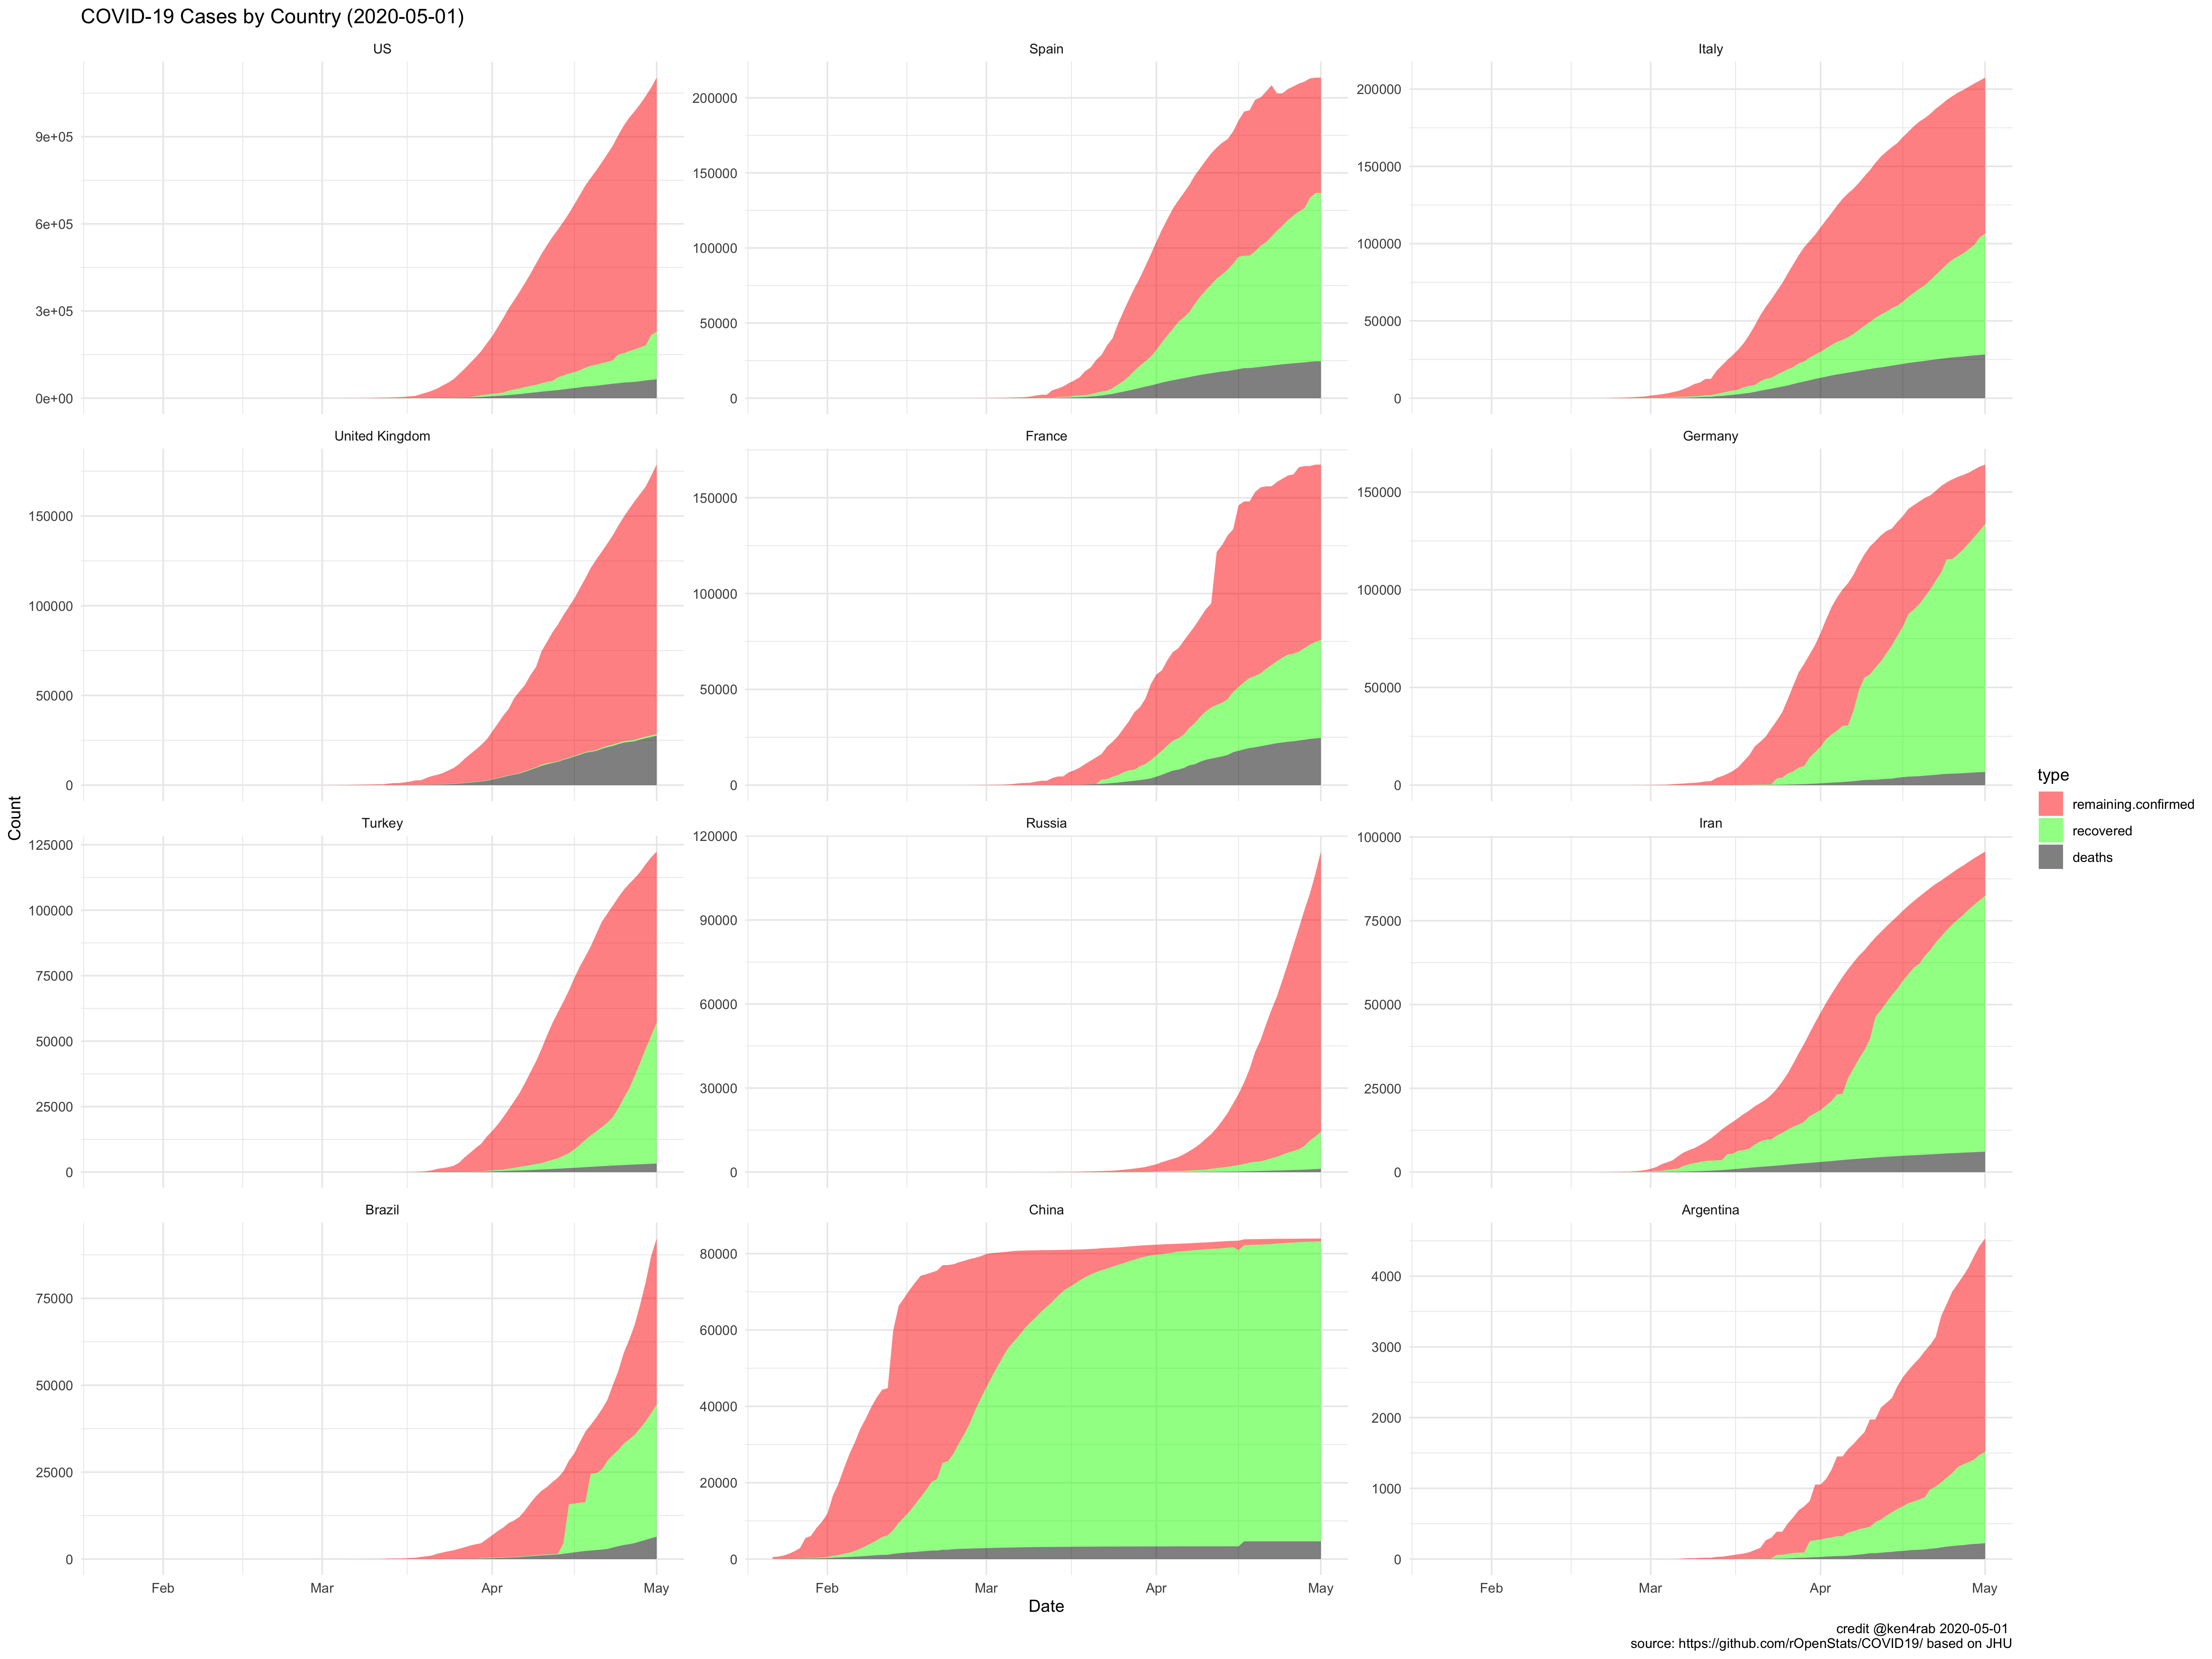 COVID-19 Cases by Country (2020-05-01)
US
Spain
Italy
9e+05
6e+05
3e+05
0e+00
200000
150000
100000
50000
0
200000
150000
100000
50000
0
United Kingdom
France
Germany
150000
100000
50000
0
150000
100000
50000
0
150000
100000
50000
0
Count
Turkey
Russia
Iran
125000
100000
75000
50000
25000
0
120000
90000
60000
30000
0
100000
75000
50000
25000
0
Brazil
China
Argentina
75000
50000
25000
0
80000
60000
40000
20000
0
4000
3000
2000
1000
0
Feb Mar Apr May
Feb Mar Apr May
Feb Mar Apr May
Date
type
remaining.confirmed
recovered
deaths
credit @ken4rab 2020-05-01
source: https://github.com/rOpenStats/COVID19/ based on JHU